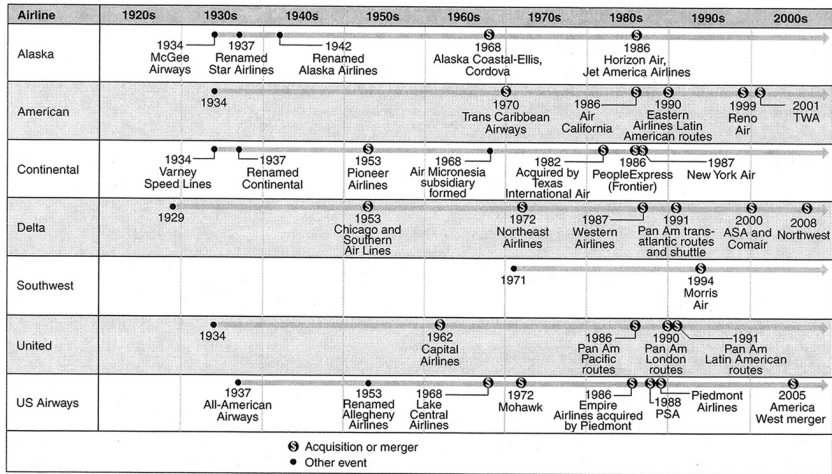 Airline 1920s 1930s 1940s 1950s 1960s 1970s 1980s 1990s 2000s
Alaska
1934
McGee
Airways
1937
Renamed
Star Airlines
1942
Renamed
Alaska Airlines
1968
Alaska Coastal-Ellis,
Cordova
1986
Horizon Air,
Jet America Airlines
American
1934
1970
Trans Caribbean
Airways
1986
Air
California
1990
Eastern
Airlines Latin
American routes
1999
Reno
Air
2001
TWA
Continental
1934
Varney
Speed Lines
1937
Renamed
Continental
1953
Pioneer
Airlines
1968
Air Micronesia
subsidiary
formed
1982
Acquired by
Texas
International Air
1986
PeopleExpress
(Frontier)
1987
New York Air
Delta
1929
1953
Chicago and
Southern
Air Lines
1972
Northeast
Airlines
1987
Western
Airlines
1991
Pan Am trans-
atlantic routes
and shuttle
2000
ASA and
Comair
2008
Northwest
Southwest
1971
1994
Morris
Air
United
1934
1962
Capital
Airlines
1986
Pan Am
Pacific
routes
1990
Pan Am
London
routes
1991
Pan Am
Latin American
routes
US Airways
1937
All-American
Airways
1953
Renamed
Allegheny
Airlines
1968
Lake
Central
Airlines
1972
Mohawk
1986
Empire
Airlines acquired
by Piedmont
1988
PSA
Piedmont
Airlines
2005
America
West merger
S Acquisition or merger
• Other event